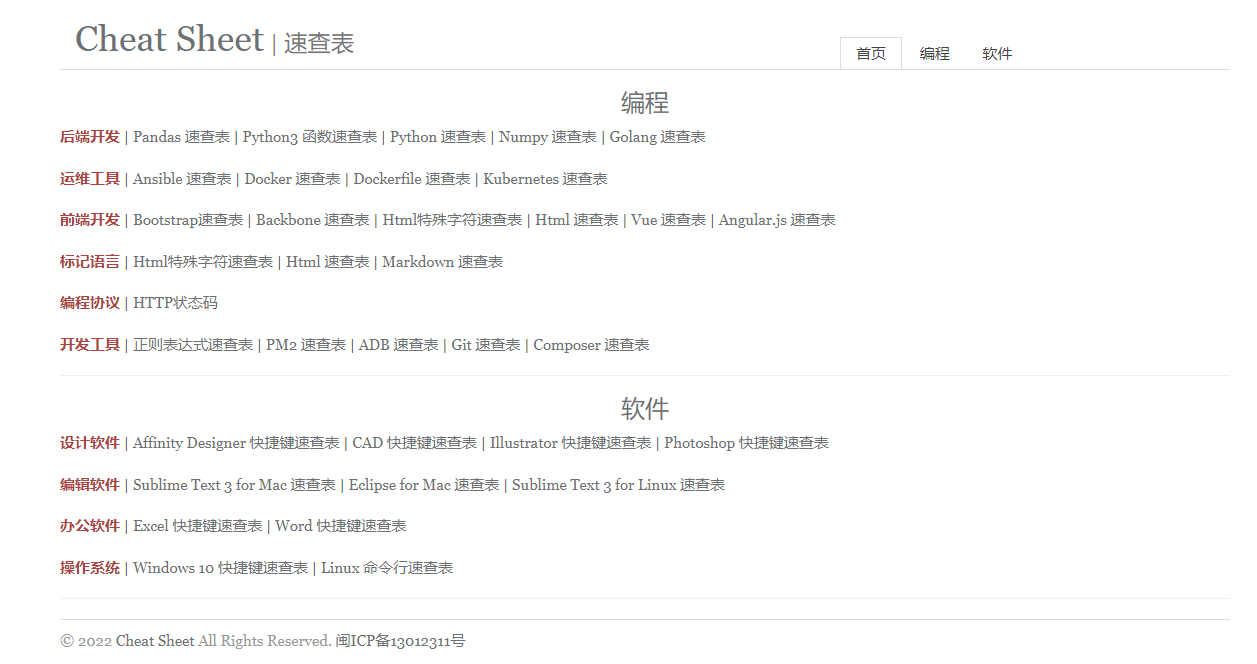 Cheat Sheet | 速查表
首页 编程 软件
编程
后端开发 | Pandas 速查表 | Python3 函数速查表 | Python 速查表 | Numpy 速查表 | Golang 速查表
运维工具 | Ansible 速查表 | Docker 速查表 | Dockerfile 速查表 | Kubernetes 速查表
前端开发 | Bootstrap速查表 | Backbone 速查表 | Html特殊字符速查表 | Html 速查表 | Vue 速查表 | Angular.js 速查表
标记语言 | Html特殊字符速查表 | Html 速查表 | Markdown 速查表
编程协议 | HTTP状态码
开发工具 | 正则表达式速查表 | PM2 速查表 | ADB 速查表 | Git 速查表 | Composer 速查表
软件
设计软件 | Affinity Designer 快捷键速查表 | CAD 快捷键速查表 | Illustrator 快捷键速查表 | Photoshop 快捷键速查表
编辑软件 | Sublime Text 3 for Mac 速查表 | Eclipse for Mac 速查表 | Sublime Text 3 for Linux 速查表
办公软件 | Excel 快捷键速查表 | Word 快捷键速查表
操作系统 | Windows 10 快捷键速查表 | Linux 命令行速查表
© 2022 Cheat Sheet All Rights Reserved. 闽ICP备13012311号